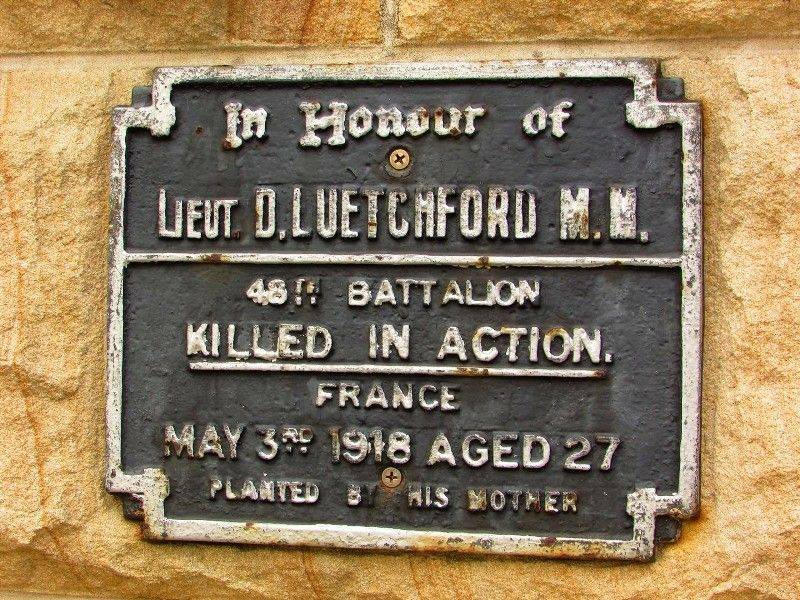 In Honour of
LIEUT. D. LUETCHFORD M.M.
48TH BATTALION
KILLED IN ACTION.
FRANCE
MAY 3RD 1918 AGED 27
PLANTED BY HIS MOTHER